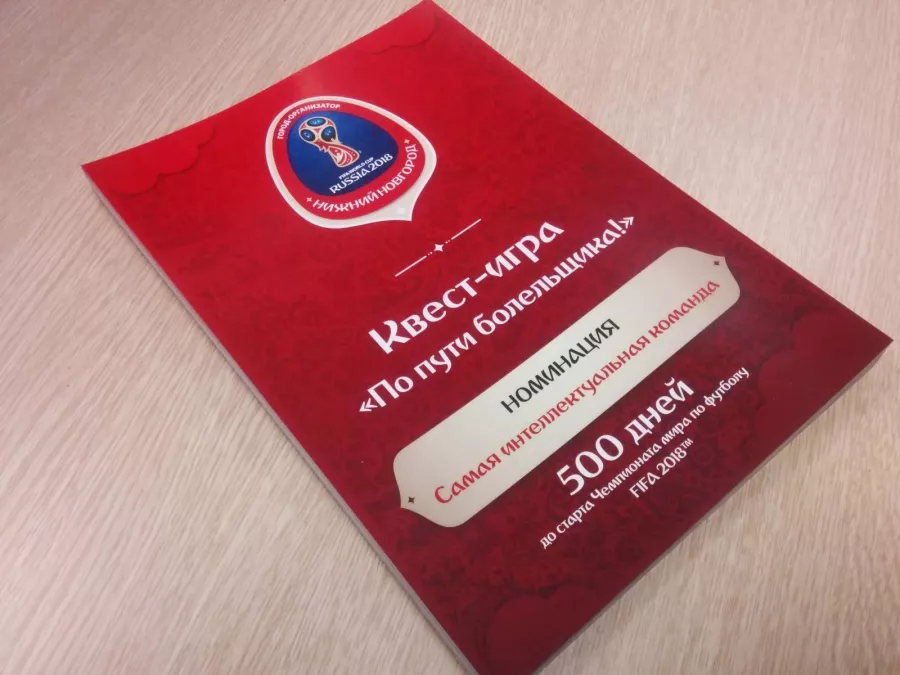 ГОРОД-ОРГАНИЗАТОР
FIFA WORLD CUP
RUSSIA 2018
НИЖНИЙ НОВГОРОД
Квест-игра
«По пути болельщика!»
НОМИНАЦИЯ
Самая интеллектуальная команда
500 дней
до старта Чемпионата мира по футболу
FIFA 2018™